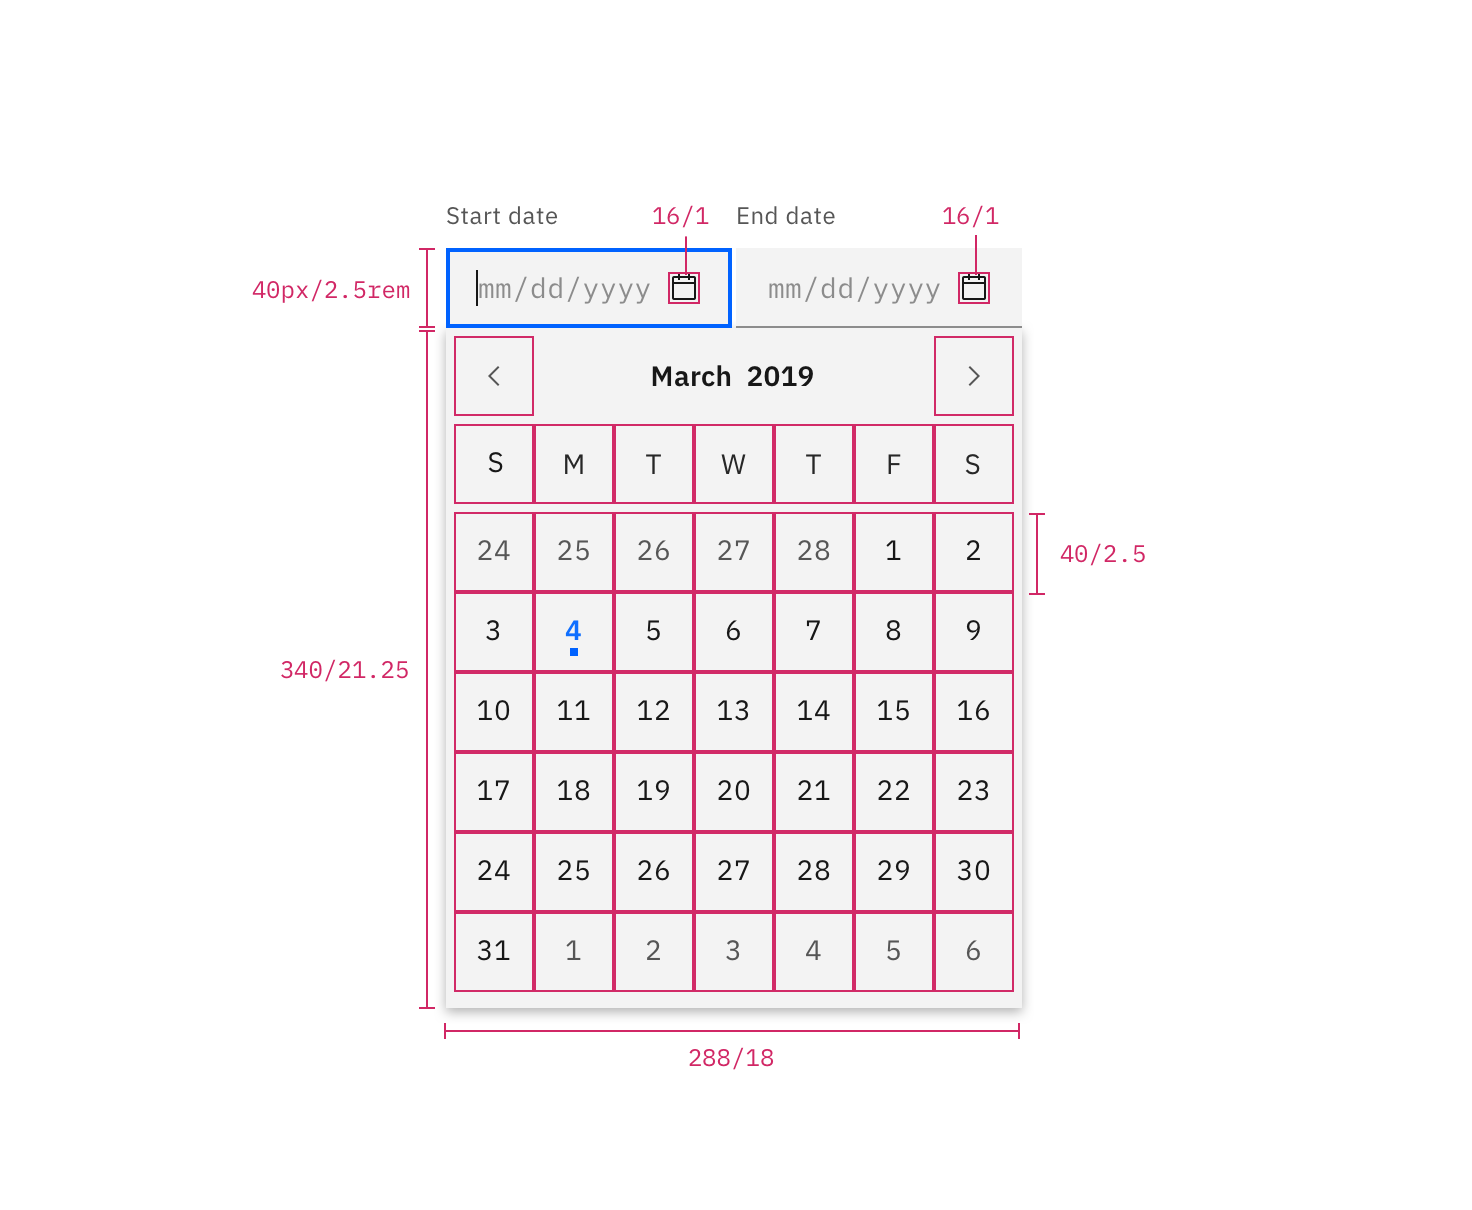 Start date 16/1 End date 16/1
40px/2.5rem mm/dd/yyyy mm/dd/yyyy
March 2019
S M T W T F S
24 25 26 27 28 1 2 40/2.5
3 4 5 6 7 8 9
340/21.25
10 11 12 13 14 15 16
17 18 19 20 21 22 23
24 25 26 27 28 29 30
31 1 2 3 4 5 6
288/18